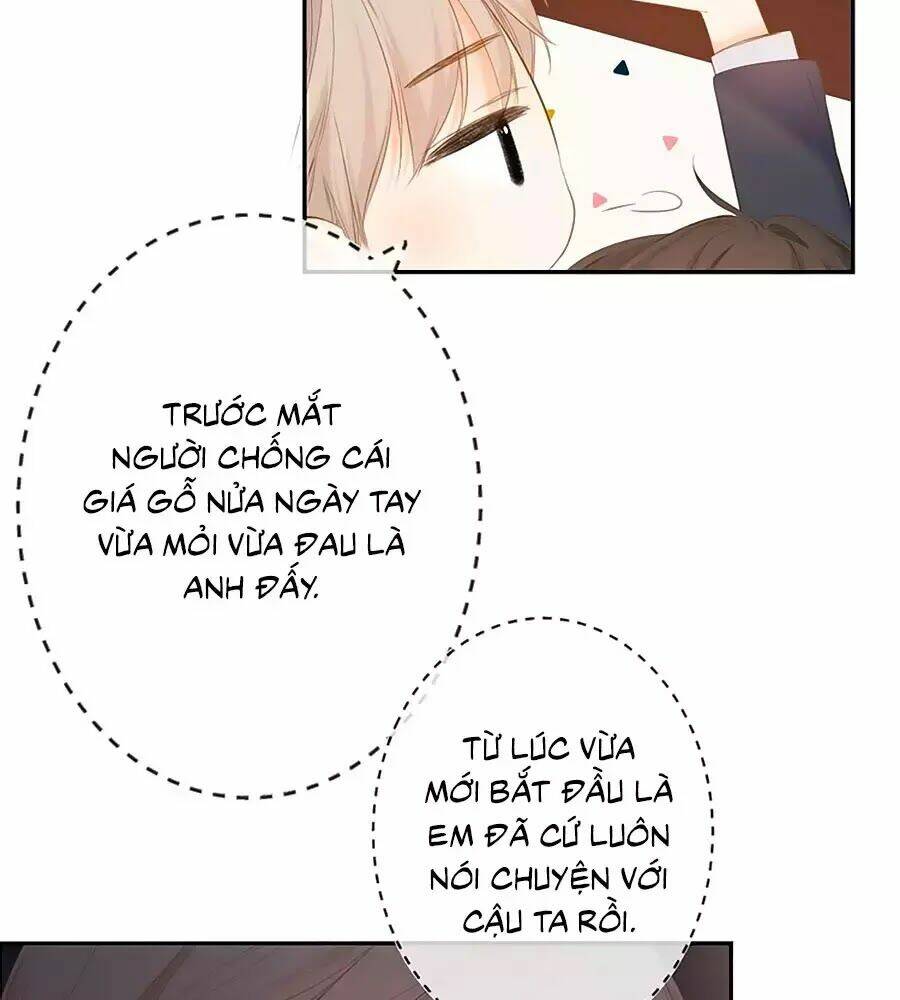 TRƯỚC MẮT
NGƯỜI CHỐNG CÁI
GIÁ GỖ NỬA NGÀY TAY
VỪA MỎI VỪA ĐAU LÀ
ANH ĐẤY.
TỪ LÚC VỪA
MỚI BẮT ĐẦU LÀ
EM ĐÃ CỨ LUÔN
NÓI CHUYỆN VỚI
CẬU TA RỒI.